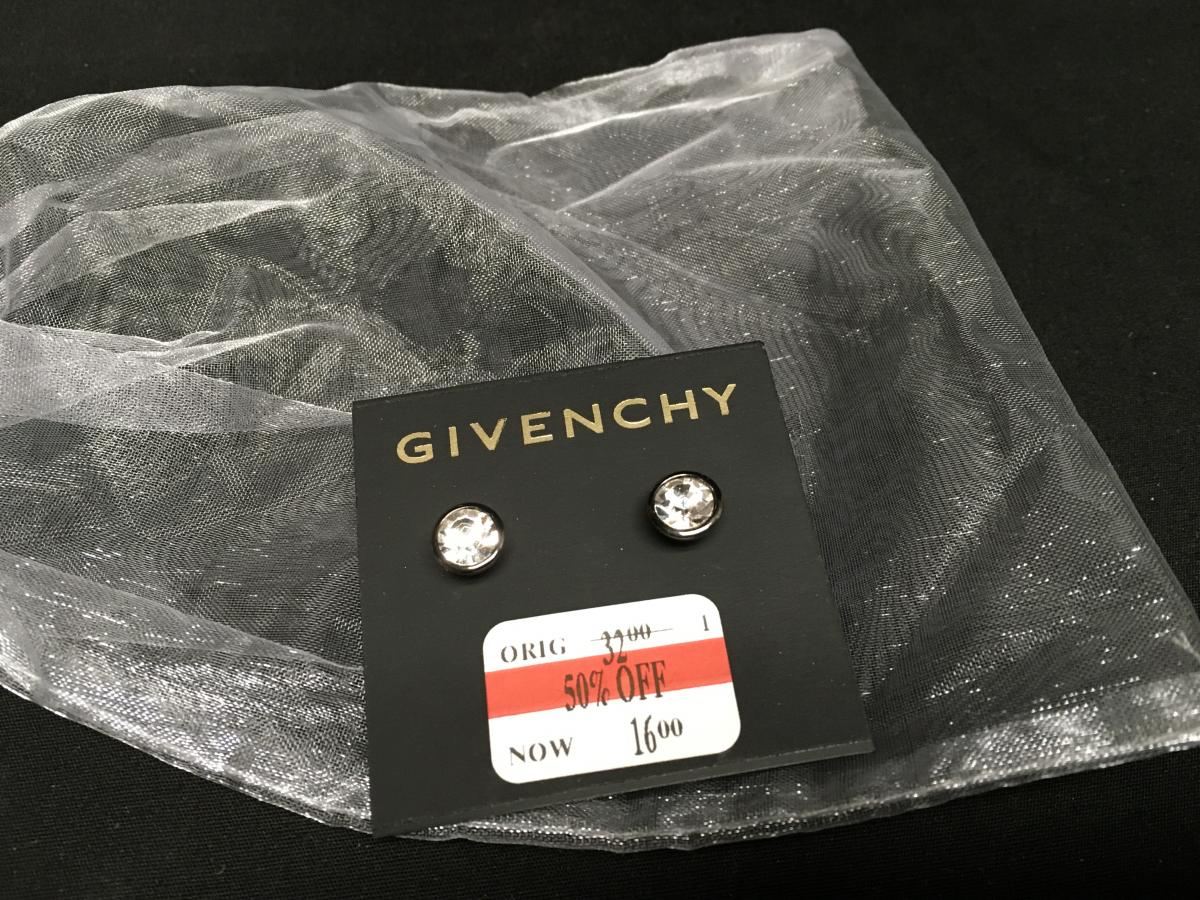 GIVENCHY
ORIG 3200 1
50% OFF
NOW 1600